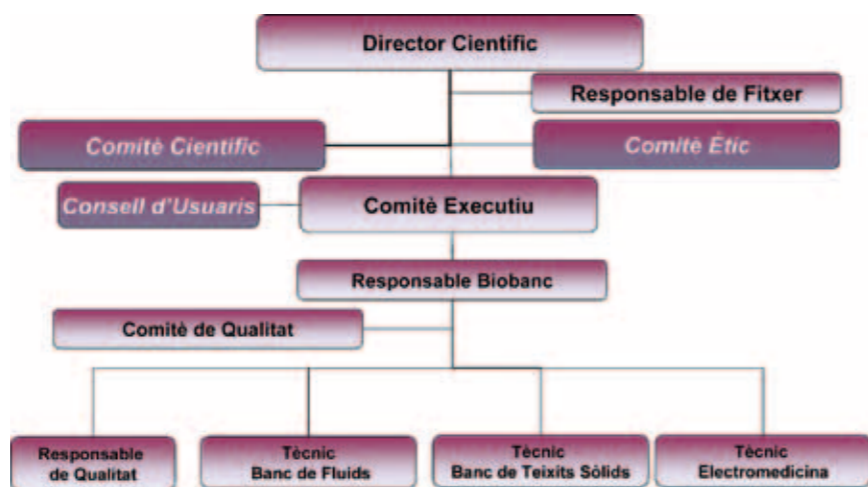 Director Científic
Responsable de Fitxer
Comitè Científic
Comitè Ètic
Consell d'Usuaris
Comitè Executiu
Responsable Biobanc
Comitè de Qualitat
Responsable
de Qualitat
Tècnic
Banc de Fluids
Tècnic
Banc de Teixits Sòlids
Tècnic
Electromedicina